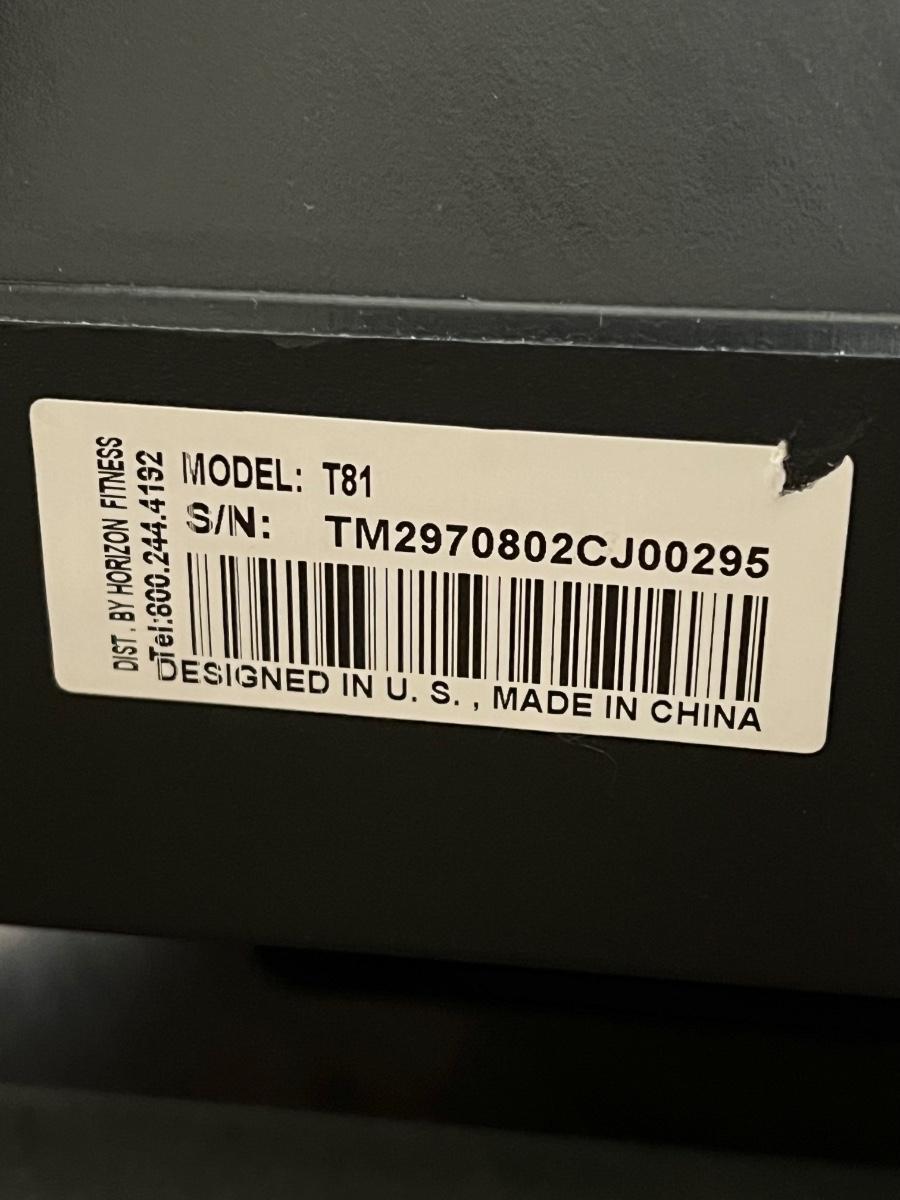 DIST. BY HORIZON FITNESS
Tel:800.244.4192
MODEL: T81
S/N: TM2970802CJ00295
DESIGNED IN U. S. , MADE IN CHINA